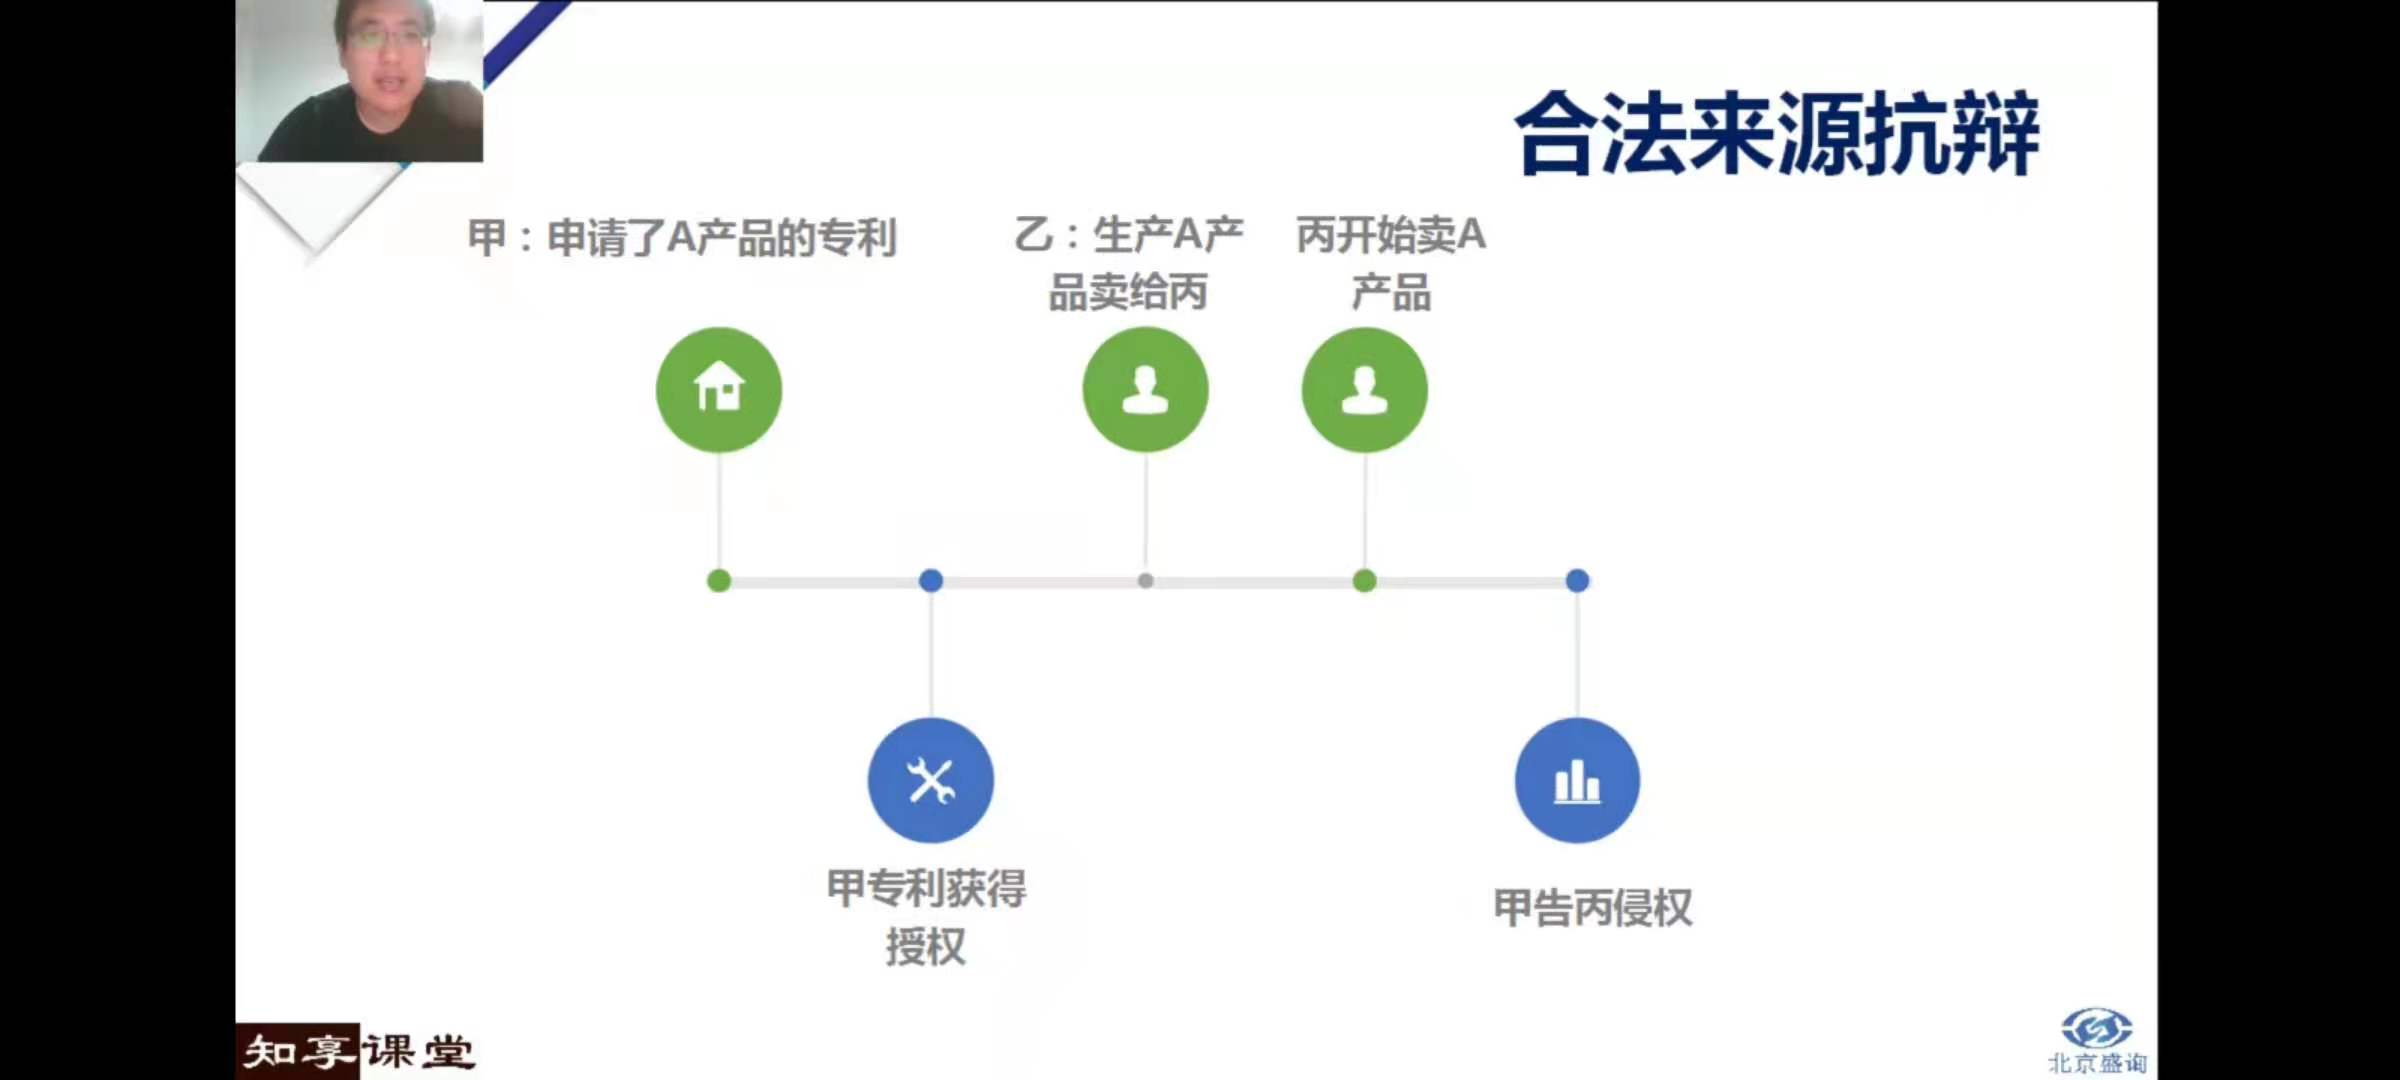 合法来源抗辩
甲：申请了A产品的专利
乙：生产A产
品卖给丙
丙开始卖A
产品
甲专利获得
授权
甲告丙侵权
知享课堂
北京盛询